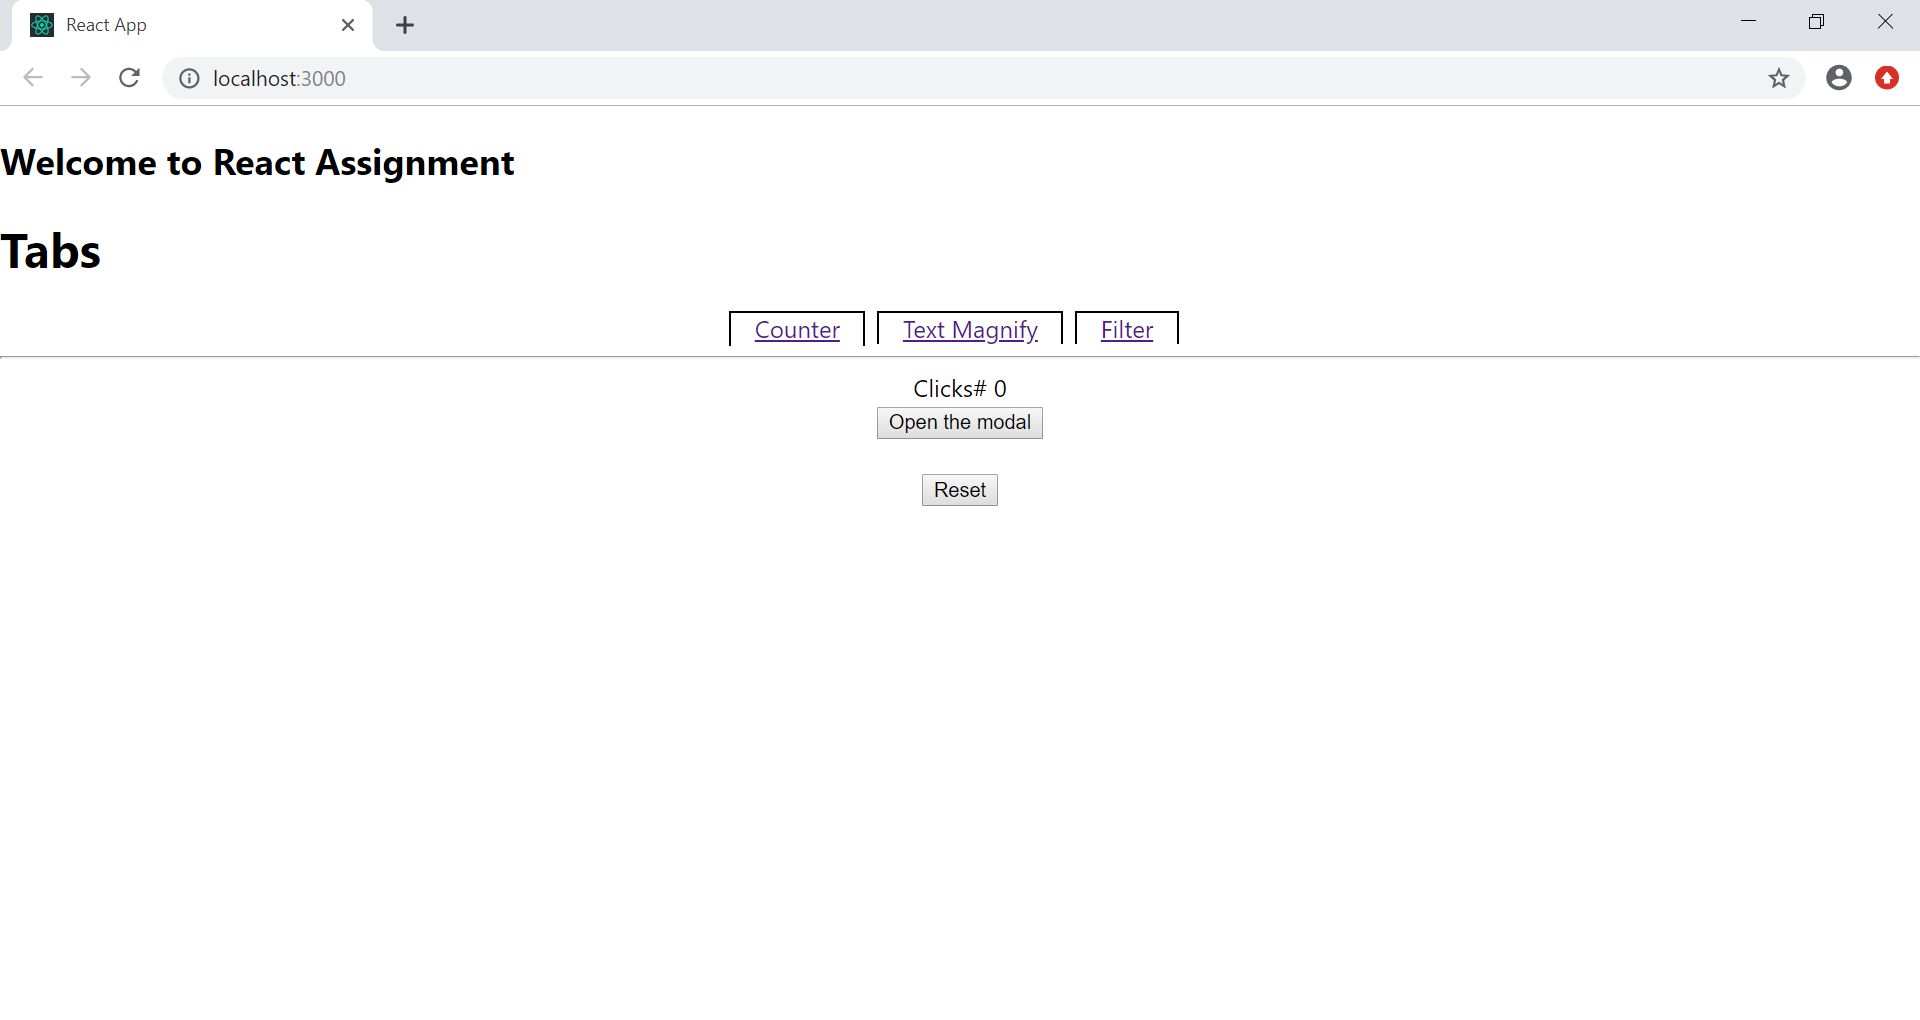 React App
localhost:3000
Welcome to React Assignment
Tabs
Counter Text Magnify Filter
Clicks# 0
Open the modal
Reset